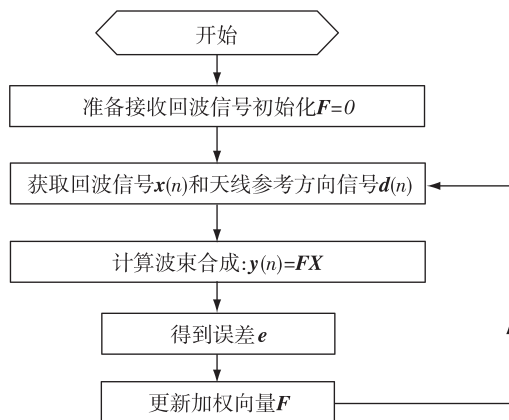 开始
准备接收回波信号初始化F=0
获取回波信号x(n)和天线参考方向信号d(n)
计算波束合成:y(n)=FX
得到误差e
更新加权向量F